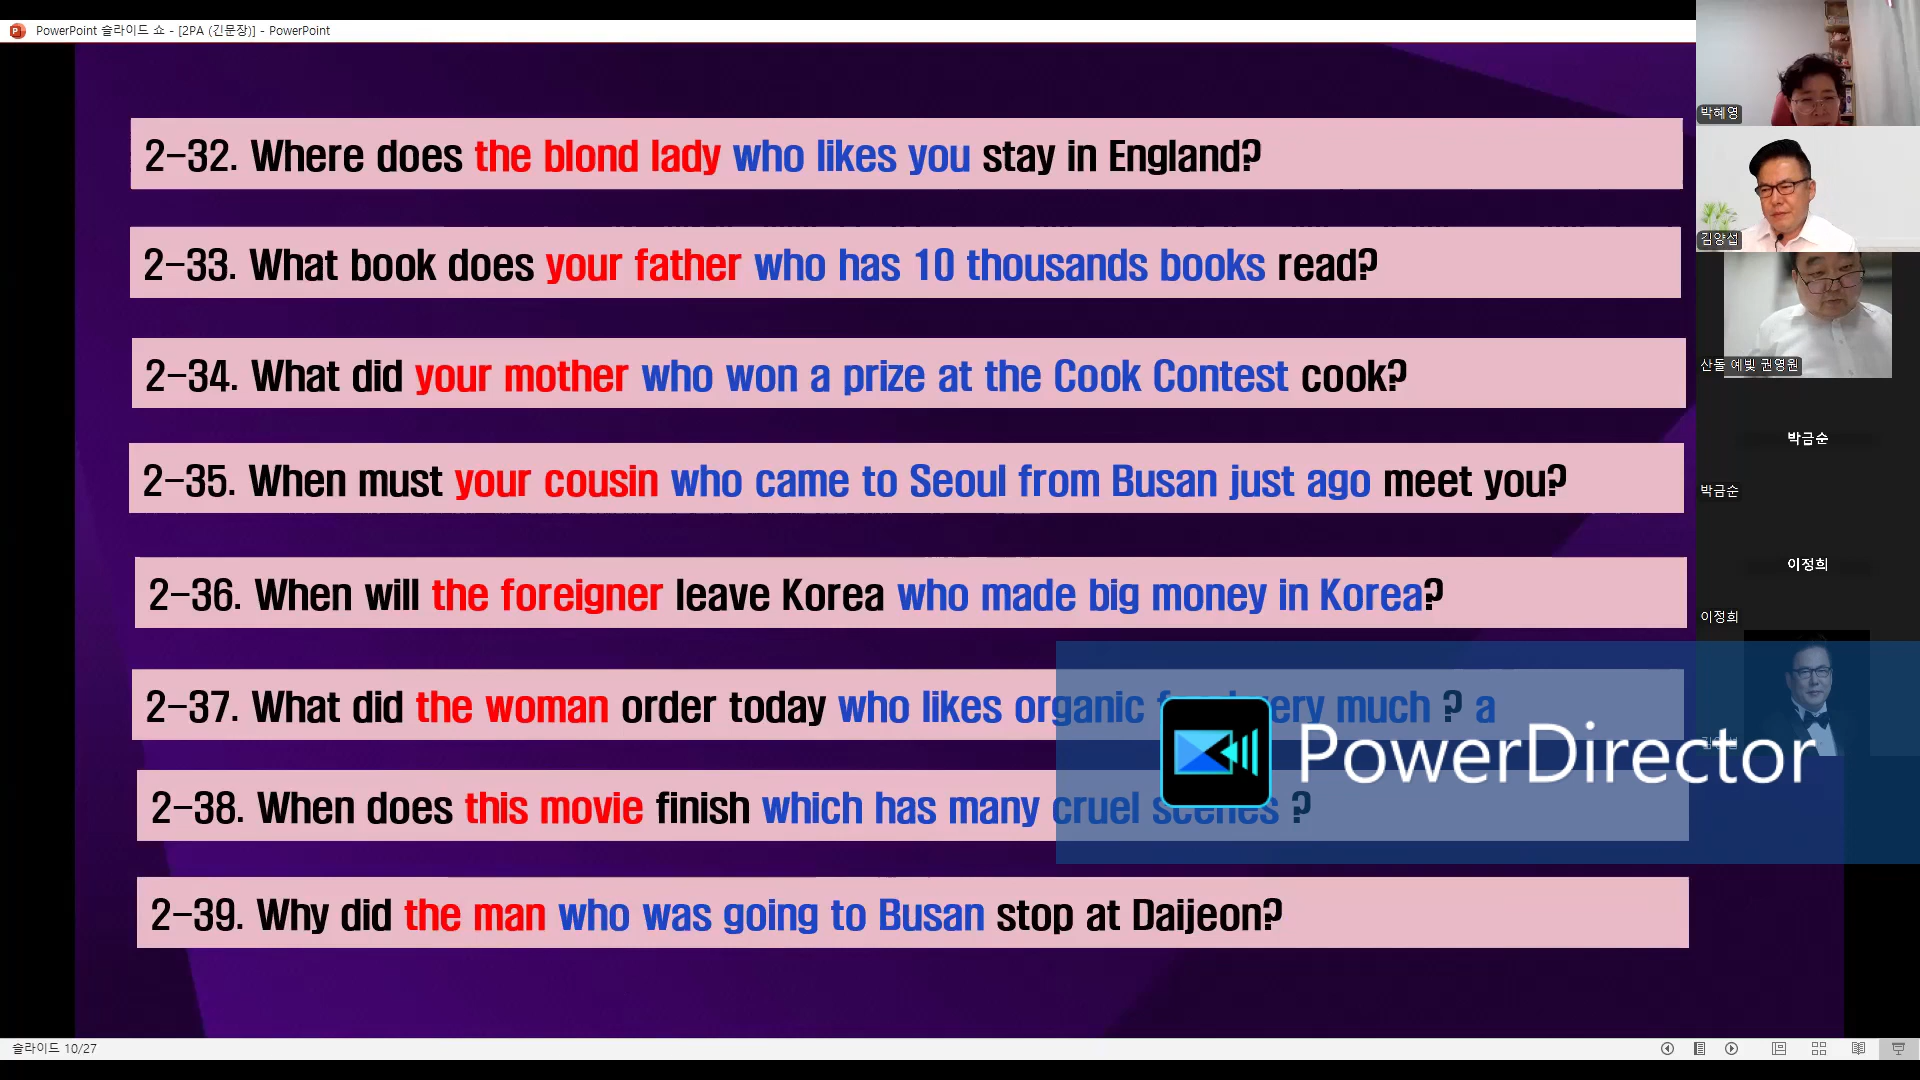 PowerPoint 슬라이드 쇼 - [2PA (긴문장)] - PowerPoint
2-32. Where does the blond lady who likes you stay in England?
2-33. What book does your father who has 10 thousands books read?
2-34. What did your mother who won a prize at the Cook Contest cook?
2-35. When must your cousin who came to Seoul from Busan just ago meet you?
2-36. When will the foreigner leave Korea who made big money in Korea?
2-37. What did the woman order today who likes organic very much ? a
2-38. When does this movie finish which has many cruel scenes ?
2-39. Why did the man who was going to Busan stop at Daijeon?
PowerDirector
박혜영
김양섭
산돌 예빛 권영원
박금순
박금순
이정희
이정희
슬라이드 10/27